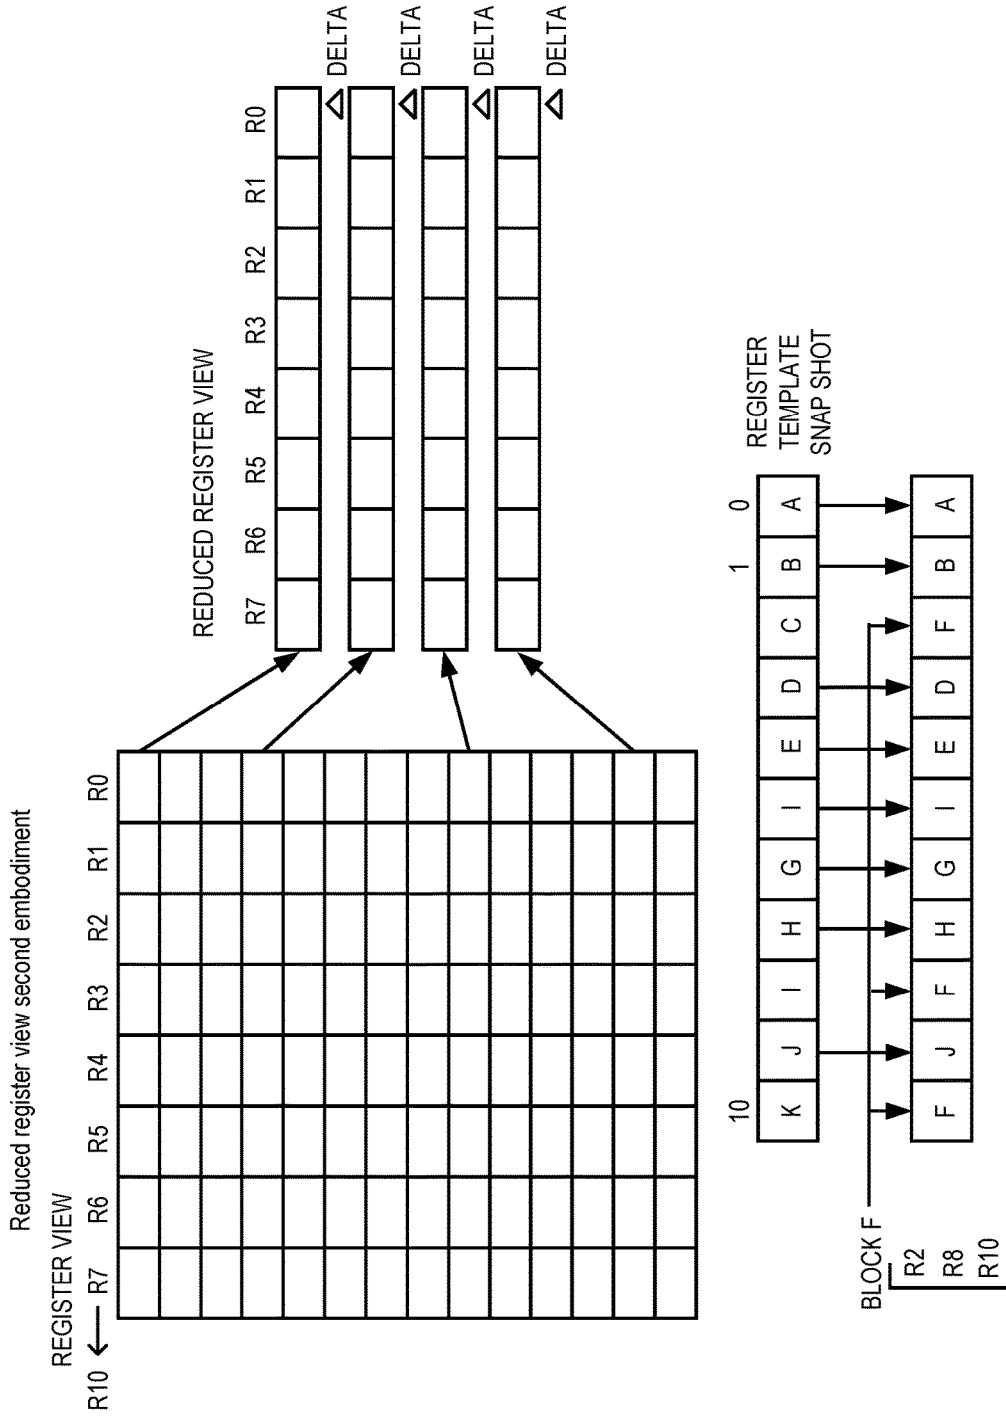 Reduced register view second embodiment
REGISTER VIEW
R10 R7 R6 R5 R4 R3 R2 R1 R0
REDUCED REGISTER VIEW
R7 R6 R5 R4 R3 R2 R1 R0
DELTA
DELTA
DELTA
DELTA
10 1 0
K J I H G I E D C B A
REGISTER
TEMPLATE
SNAP SHOT
BLOCK F
R2
R8
R10
F J F H G I E D F B A